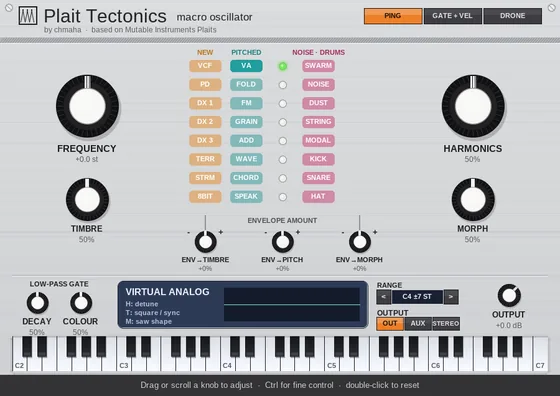 Plait Tectonics macro oscillator
by chmaha · based on Mutable Instruments Plaits
PING GATE + VEL DRONE
NEW PITCHED NOISE · DRUMS
VCF VA SWARM
PD FOLD NOISE
DX 1 FM DUST
DX 2 GRAIN STRING
DX 3 ADD MODAL
TERR WAVE KICK
STRM CHORD SNARE
8BIT SPEAK HAT
FREQUENCY
+0.0 st
HARMONICS
50%
TIMBRE
50%
MORPH
50%
ENVELOPE AMOUNT
- + - + - +
ENV→TIMBRE ENV→PITCH ENV→MORPH
+0% +0% +0%
LOW-PASS GATE
DECAY COLOUR
50% 50%
VIRTUAL ANALOG
H: detune
T: square / sync
M: saw shape
RANGE
< C4 ±7 ST >
OUTPUT
OUT AUX STEREO
OUTPUT
+0.0 dB
C2 C3 C4 C5 C6 C7
Drag or scroll a knob to adjust · Ctrl for fine control · double-click to reset